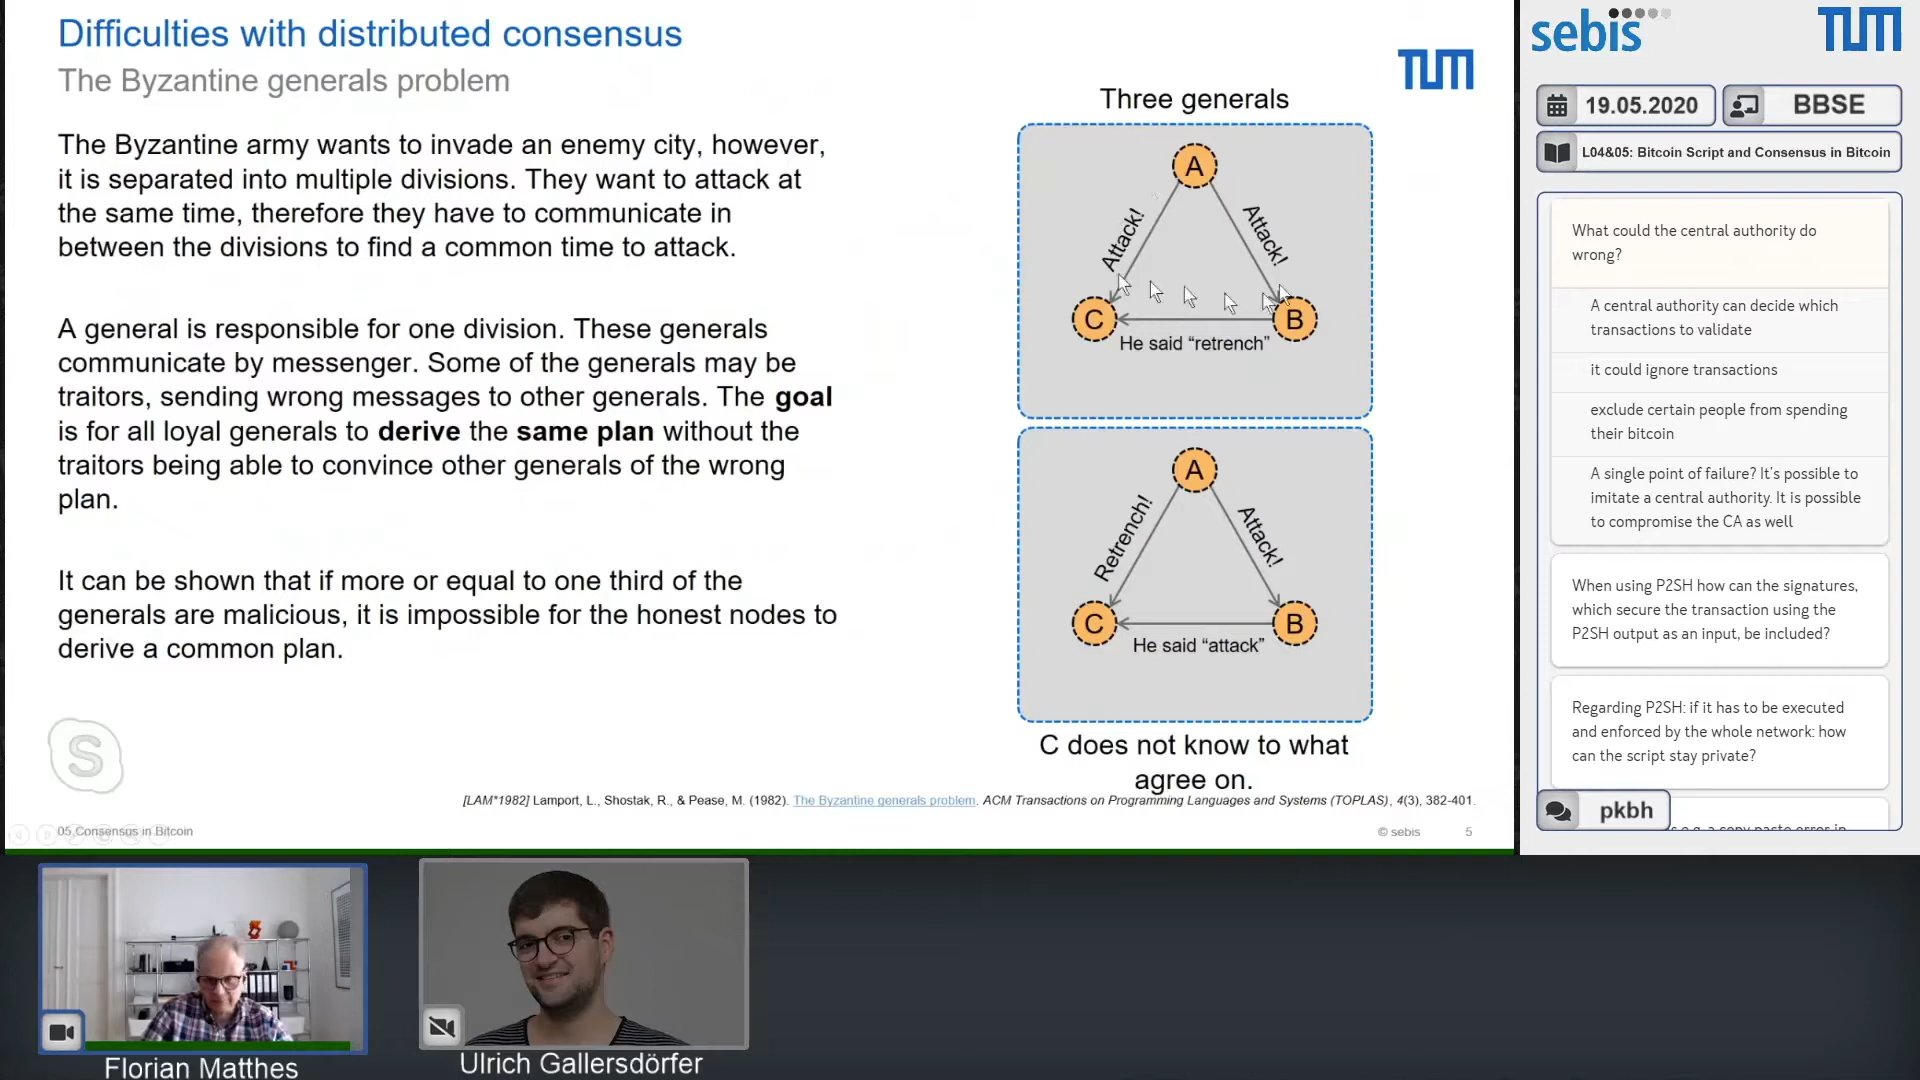 Difficulties with distributed consensus
The Byzantine generals problem
TUM
The Byzantine army wants to invade an enemy city, however,
it is separated into multiple divisions. They want to attack at
the same time, therefore they have to communicate in
between the divisions to find a common time to attack.
A general is responsible for one division. These generals
communicate by messenger. Some of the generals may be
traitors, sending wrong messages to other generals. The goal
is for all loyal generals to derive the same plan without the
traitors being able to convince other generals of the wrong
plan.
It can be shown that if more or equal to one third of the
generals are malicious, it is impossible for the honest nodes to
derive a common plan.
Three generals
A
Attack!
Attack!
C
B
He said “retrench”
A
Retrench!
Attack!
C
B
He said “attack”
C does not know to what
agree on.
S
[LAM*1982] Lamport, L., Shostak, R., & Pease, M. (1982). The Byzantine generals problem. ACM Transactions on Programming Languages and Systems (TOPLAS), 4(3), 382-401.
05 Consensus in Bitcoin
© sebis
5
sebis
TUM
19.05.2020
BBSE
L04&05: Bitcoin Script and Consensus in Bitcoin
What could the central authority do
wrong?
A central authority can decide which
transactions to validate
it could ignore transactions
exclude certain people from spending
their bitcoin
A single point of failure? It's possible to
imitate a central authority. It is possible
to compromise the CA as well
When using P2SH how can the signatures,
which secure the transaction using the
P2SH output as an input, be included?
Regarding P2SH: if it has to be executed
and enforced by the whole network: how
can the script stay private?
pkbh
e.g. a copy paste error in
Florian Matthes
Ulrich Gallersdörfer